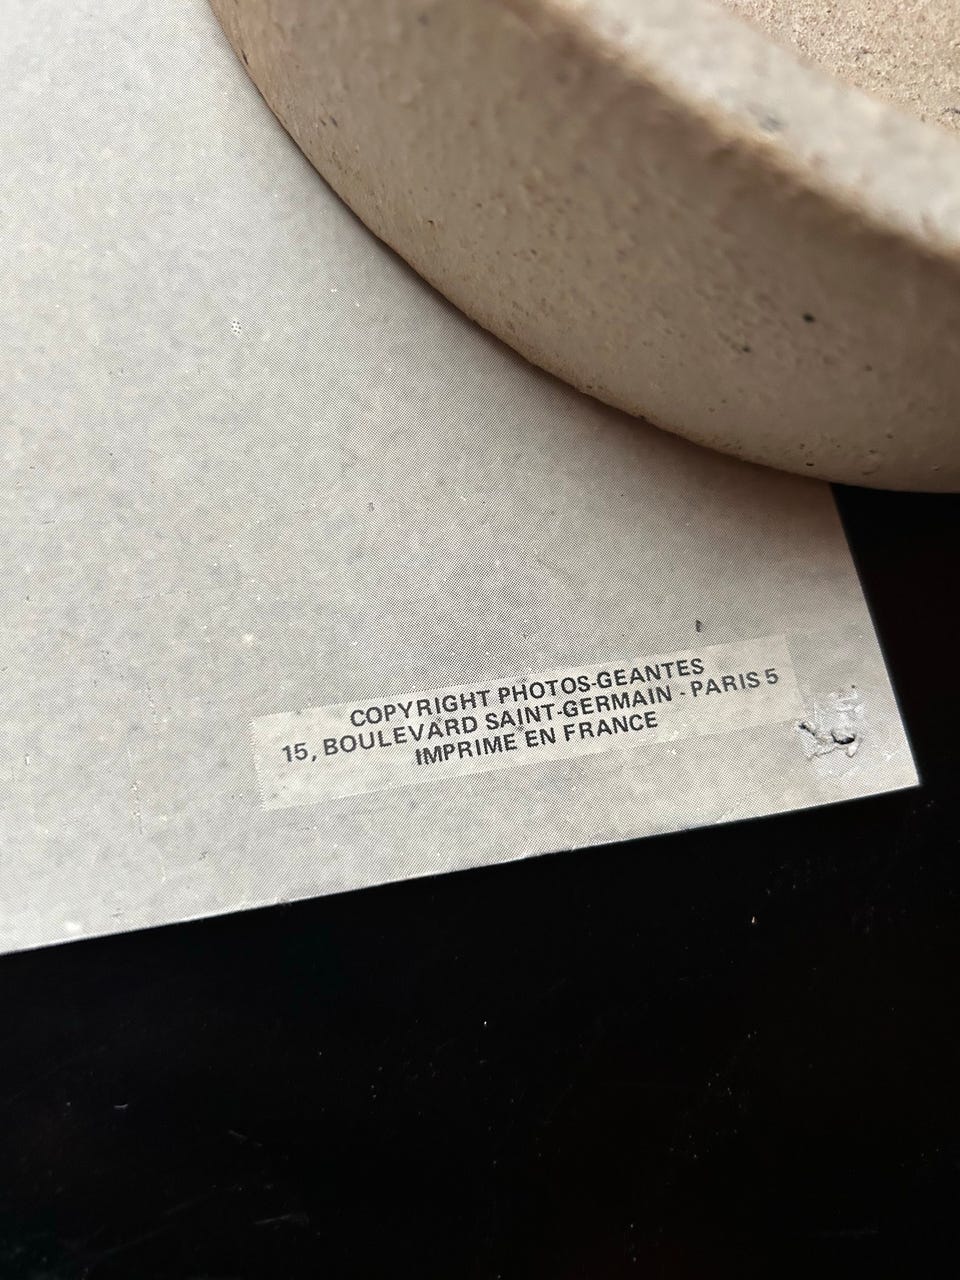 COPYRIGHT PHOTOS-GEANTES
15, BOULEVARD SAINT-GERMAIN - PARIS 5
IMPRIME EN FRANCE